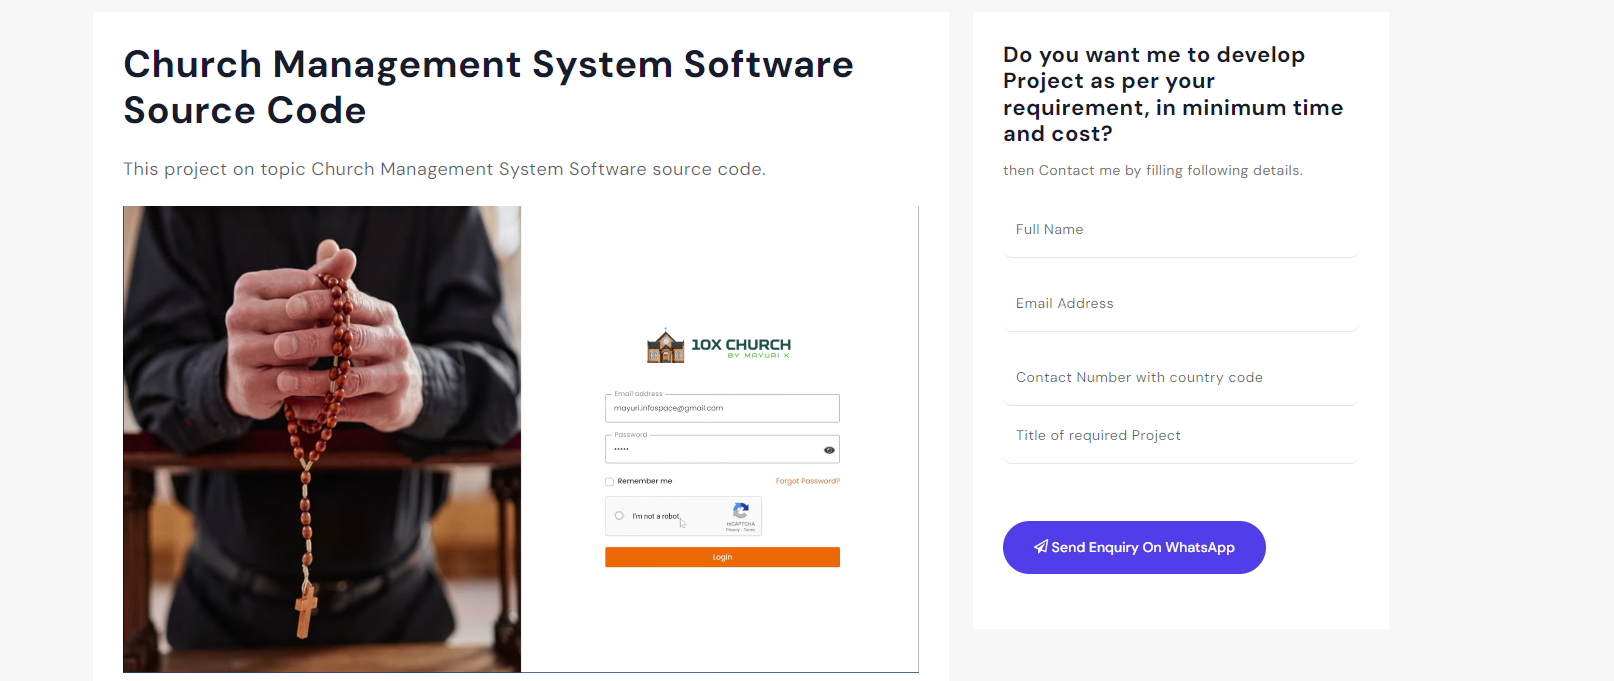 Church Management System Software
Source Code
This project on topic Church Management System Software source code.
10X CHURCH
BY MAYURI K.
Email address
mayuri.infospace@gmail.com
Password
•••••
Remember me
Forgot Password?
I'm not a robot
reCAPTCHA
Privacy - Terms
Login
Do you want me to develop
Project as per your
requirement, in minimum time
and cost?
then Contact me by filling following details.
Full Name
Email Address
Contact Number with country code
Title of required Project
Send Enquiry On WhatsApp